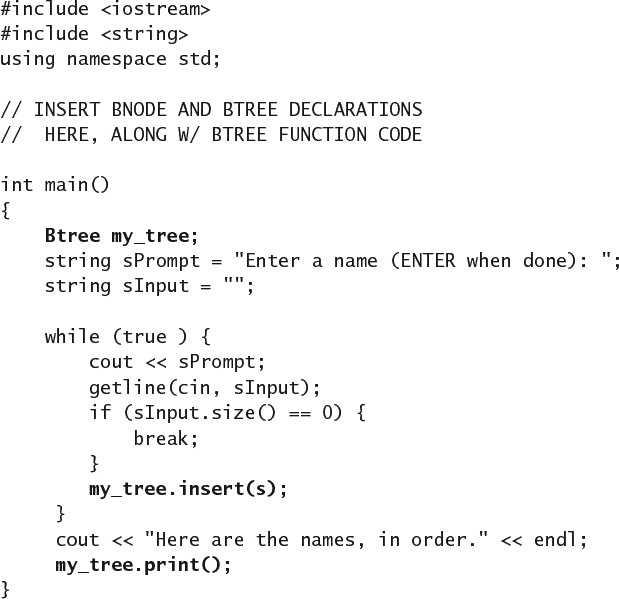 #include <iostream>
#include <string>
using namespace std;

// INSERT BNODE AND BTREE DECLARATIONS
//  HERE, ALONG W/ BTREE FUNCTION CODE

int main()
{
    Btree my_tree;
    string sPrompt = "Enter a name (ENTER when done): ";
    string sInput = "";

    while (true ) {
        cout << sPrompt;
        getline(cin, sInput);
        if (sInput.size() == 0) {
            break;
        }
        my_tree.insert(s);
     }
     cout << "Here are the names, in order." << endl;
     my_tree.print();
}